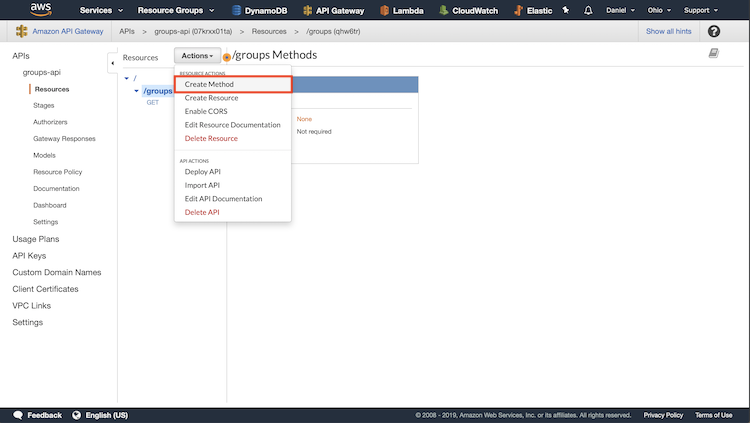 aws Services Resource Groups DynamoDB API Gateway Lambda CloudWatch Elastic Daniel Ohio Support
Amazon API Gateway APIs > groups-api (07krxx01ta) > Resources > /groups (qhw6tr) Show all hints ?
APIs
groups-api
Resources
Stages
Authorizers
Gateway Responses
Models
Resource Policy
Documentation
Dashboard
Settings
Usage Plans
API Keys
Custom Domain Names
Client Certificates
VPC Links
Settings
Resources
/
/groups
GET
Actions
RESOURCE ACTIONS
Create Method
Create Resource
Enable CORS
Edit Resource Documentation
Delete Resource
API ACTIONS
Deploy API
Import API
Edit API Documentation
Delete API
/groups Methods
None
Not required
Feedback English (US) © 2008 - 2019, Amazon Web Services, Inc. or its affiliates. All rights reserved. Privacy Policy Terms of Use